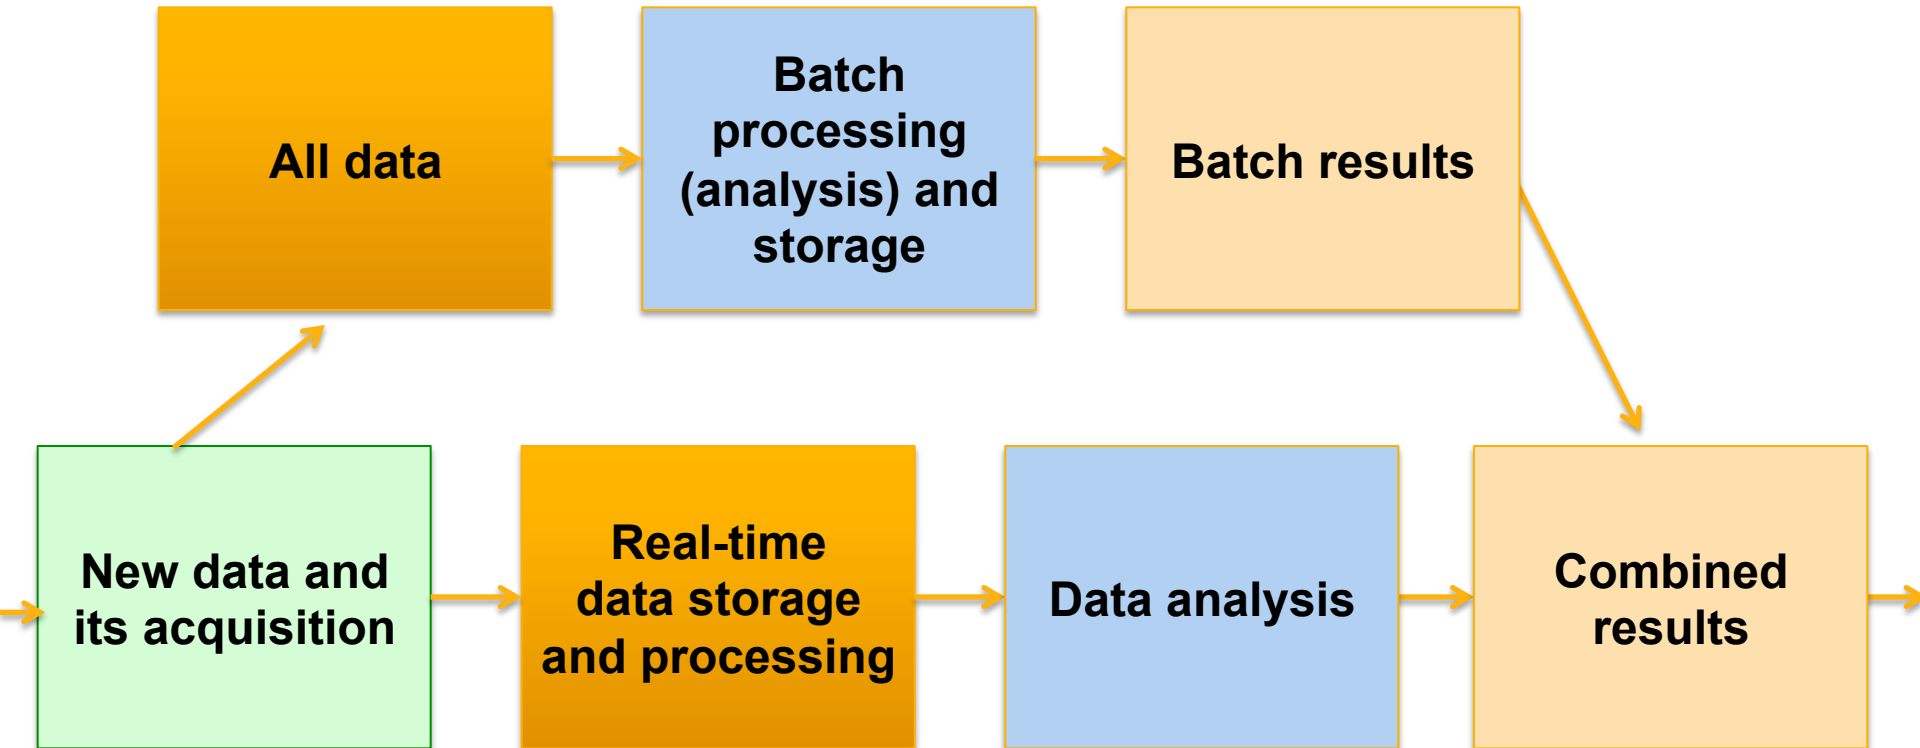 All data
Batch
processing
(analysis) and
storage
Batch results
New data and
its acquisition
Real-time
data storage
and processing
Data analysis
Combined
results